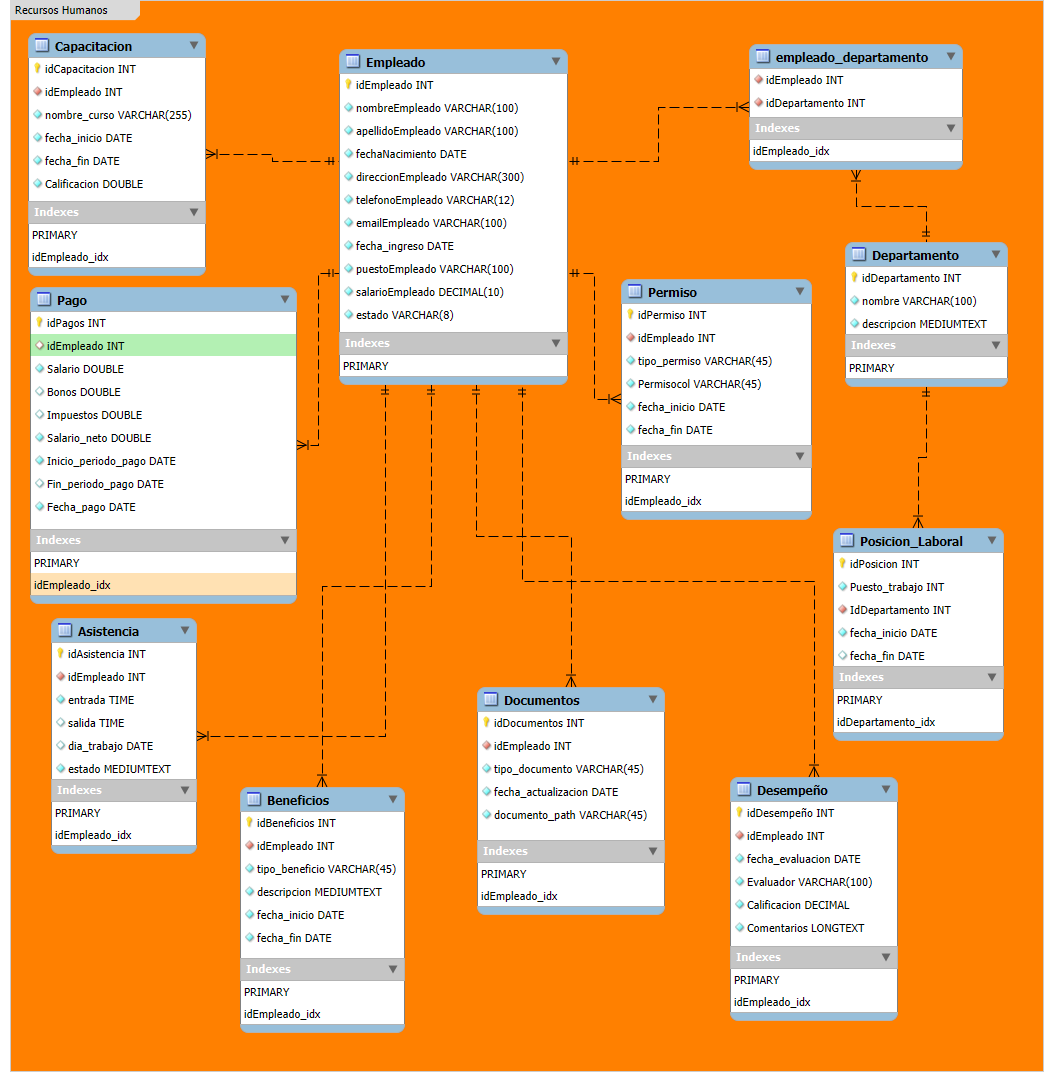 Recursos Humanos
Capacitacion
idCapacitacion INT
idEmpleado INT
nombre_curso VARCHAR(255)
fecha_inicio DATE
fecha_fin DATE
Calificacion DOUBLE
Indexes
PRIMARY
idEmpleado_idx
Empleado
idEmpleado INT
nombreEmpleado VARCHAR(100)
apellidoEmpleado VARCHAR(100)
fechaNacimiento DATE
direccionEmpleado VARCHAR(300)
telefonoEmpleado VARCHAR(12)
emailEmpleado VARCHAR(100)
fecha_ingreso DATE
puestoEmpleado VARCHAR(100)
salarioEmpleado DECIMAL(10)
estado VARCHAR(8)
Indexes
PRIMARY
empleado_departamento
idEmpleado INT
idDepartamento INT
Indexes
idEmpleado_idx
Departamento
idDepartamento INT
nombre VARCHAR(100)
descripcion MEDIUMTEXT
Indexes
PRIMARY
Pago
idPagos INT
idEmpleado INT
Salario DOUBLE
Bonos DOUBLE
Impuestos DOUBLE
Salario_neto DOUBLE
Inicio_periodo_pago DATE
Fin_periodo_pago DATE
Fecha_pago DATE
Indexes
PRIMARY
idEmpleado_idx
Permiso
idPermiso INT
idEmpleado INT
tipo_permiso VARCHAR(45)
Permisocol VARCHAR(45)
fecha_inicio DATE
fecha_fin DATE
Indexes
PRIMARY
idEmpleado_idx
Posicion_Laboral
idPosicion INT
Puesto_trabajo INT
IdDepartamento INT
fecha_inicio DATE
fecha_fin DATE
Indexes
PRIMARY
idDepartamento_idx
Asistencia
idAsistencia INT
idEmpleado INT
entrada TIME
salida TIME
dia_trabajo DATE
estado MEDIUMTEXT
Indexes
PRIMARY
idEmpleado_idx
Beneficios
idBeneficios INT
idEmpleado INT
tipo_beneficio VARCHAR(45)
descripcion MEDIUMTEXT
fecha_inicio DATE
fecha_fin DATE
Indexes
PRIMARY
idEmpleado_idx
Documentos
idDocumentos INT
idEmpleado INT
tipo_documento VARCHAR(45)
fecha_actualizacion DATE
documento_path VARCHAR(45)
Indexes
PRIMARY
idEmpleado_idx
Desempeño
idDesempeño INT
idEmpleado INT
fecha_evaluacion DATE
Evaluador VARCHAR(100)
Calificacion DECIMAL
Comentarios LONGTEXT
Indexes
PRIMARY
idEmpleado_idx